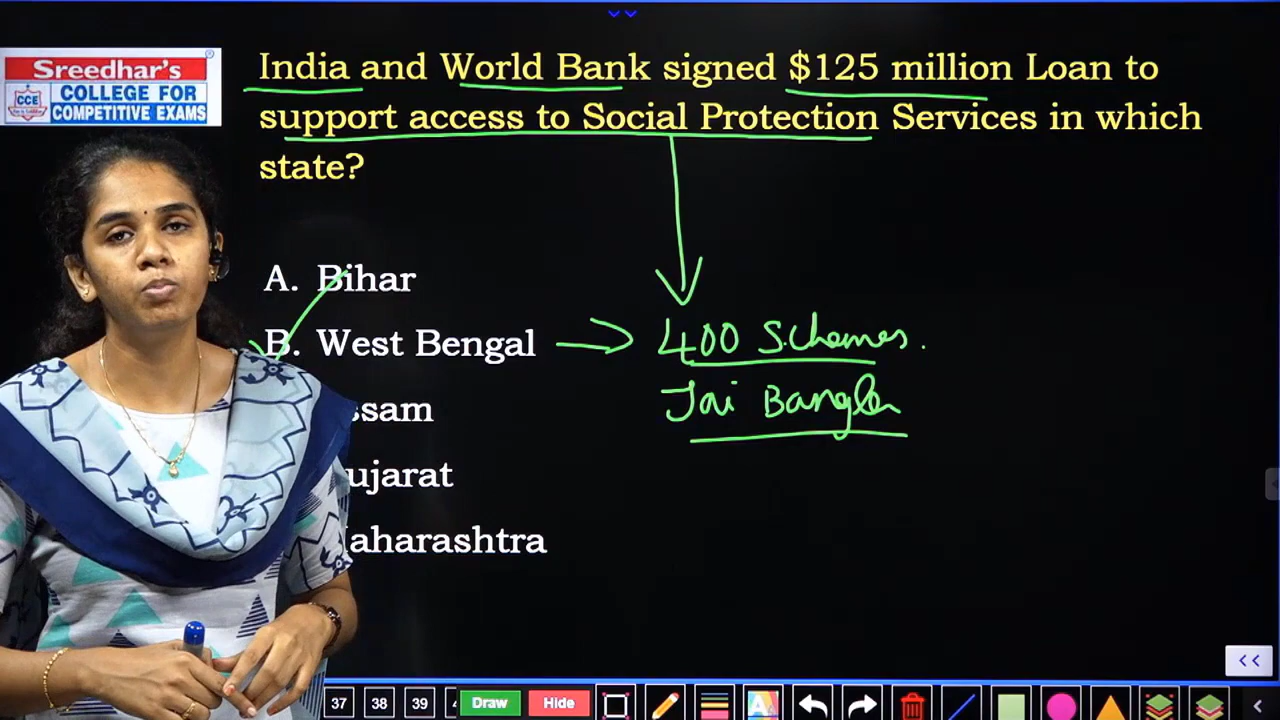 Sreedhar's
CCE
COLLEGE FOR
COMPETITIVE EXAMS
India and World Bank signed $125 million Loan to
support access to Social Protection Services in which
state?
A. Bihar
B. West Bengal
400 Schemes.
Jai Bangla
ssam
ujarat
aharashtra
37 38 39 4 Draw Hide A